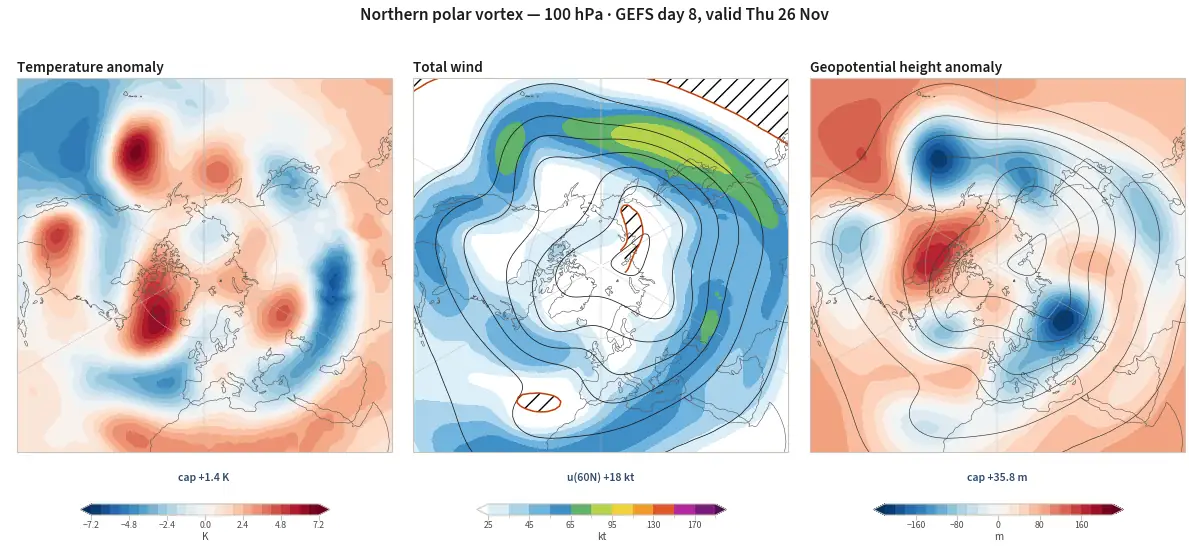 Northern polar vortex — 100 hPa · GEFS day 8, valid Thu 26 Nov
Temperature anomaly
Total wind
Geopotential height anomaly
cap +1.4 K
u(60N) +18 kt
cap +35.8 m
−7.2 −4.8 −2.4 0.0 2.4 4.8 7.2
K
25 45 65 95 130 170
kt
−160 −80 0 80 160
m